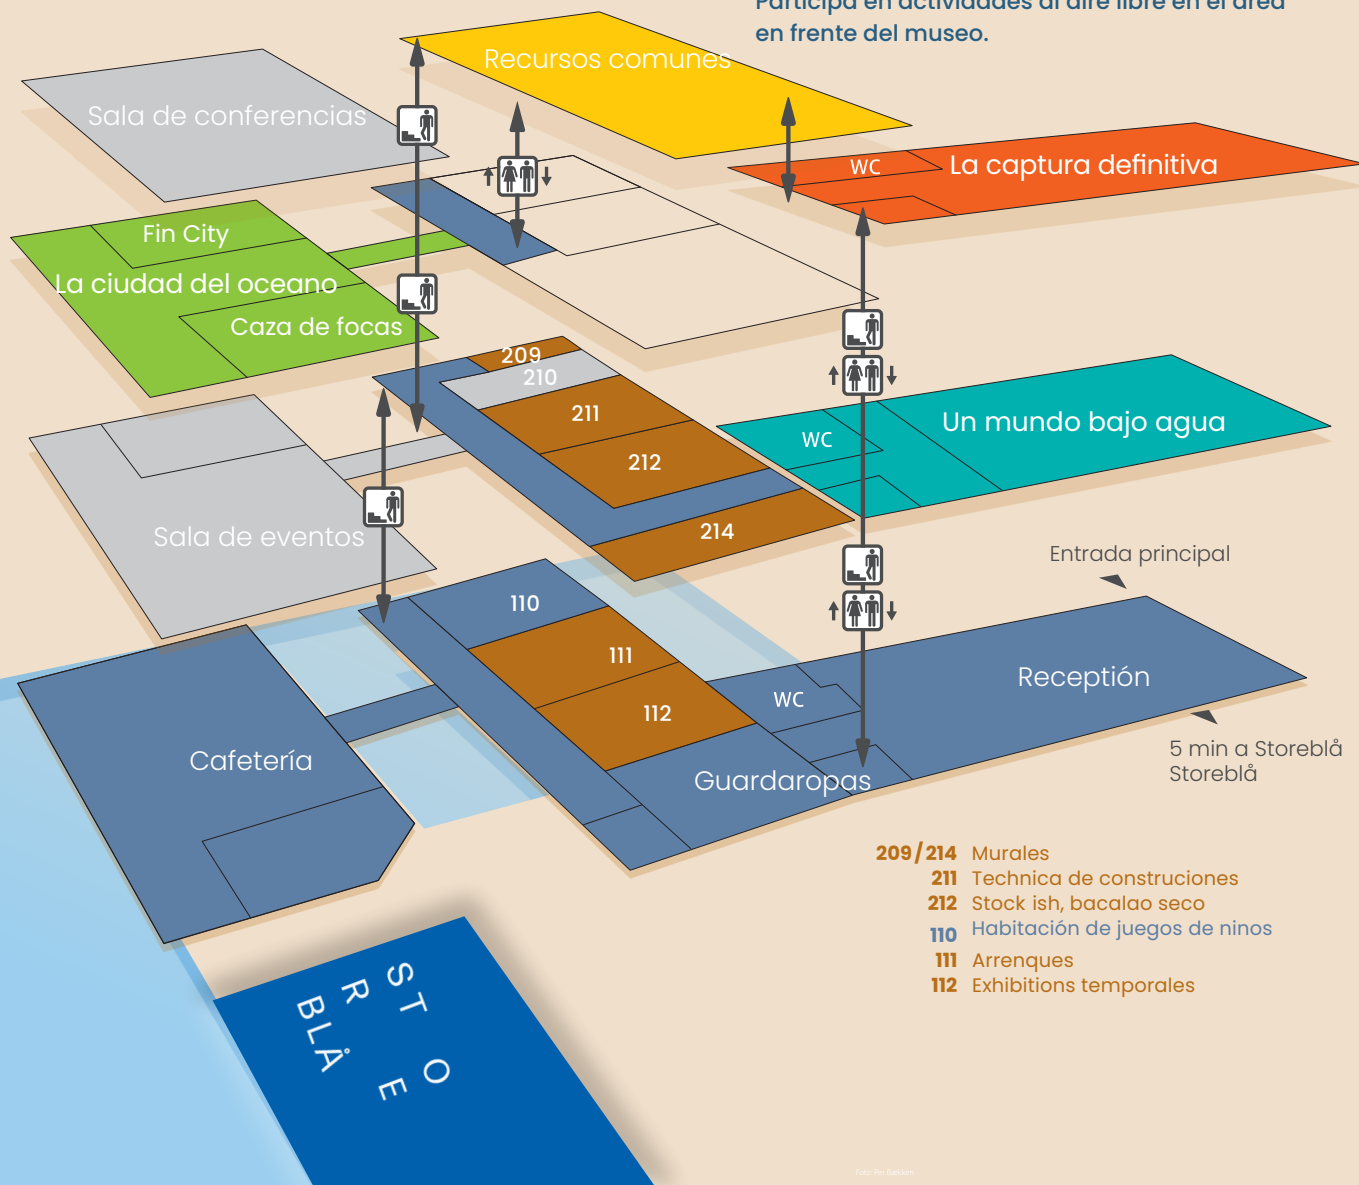 Participa en actividades al aire libre en el área
en frente del museo.
Recursos comunes
Sala de conferencias
WC
La captura definitiva
Fin City
La ciudad del oceano
Caza de focas
209
210
211
212
214
WC
Un mundo bajo agua
Sala de eventos
Entrada principal
110
111
112
WC
Receptión
Cafetería
Guardaropas
5 min a Storeblå
Storeblå
209/214 Murales
211 Technica de construciones
212 Stock ish, bacalao seco
110 Habitación de juegos de ninos
111 Arrenques
112 Exhibitions temporales
ST O
R E
BLÅ